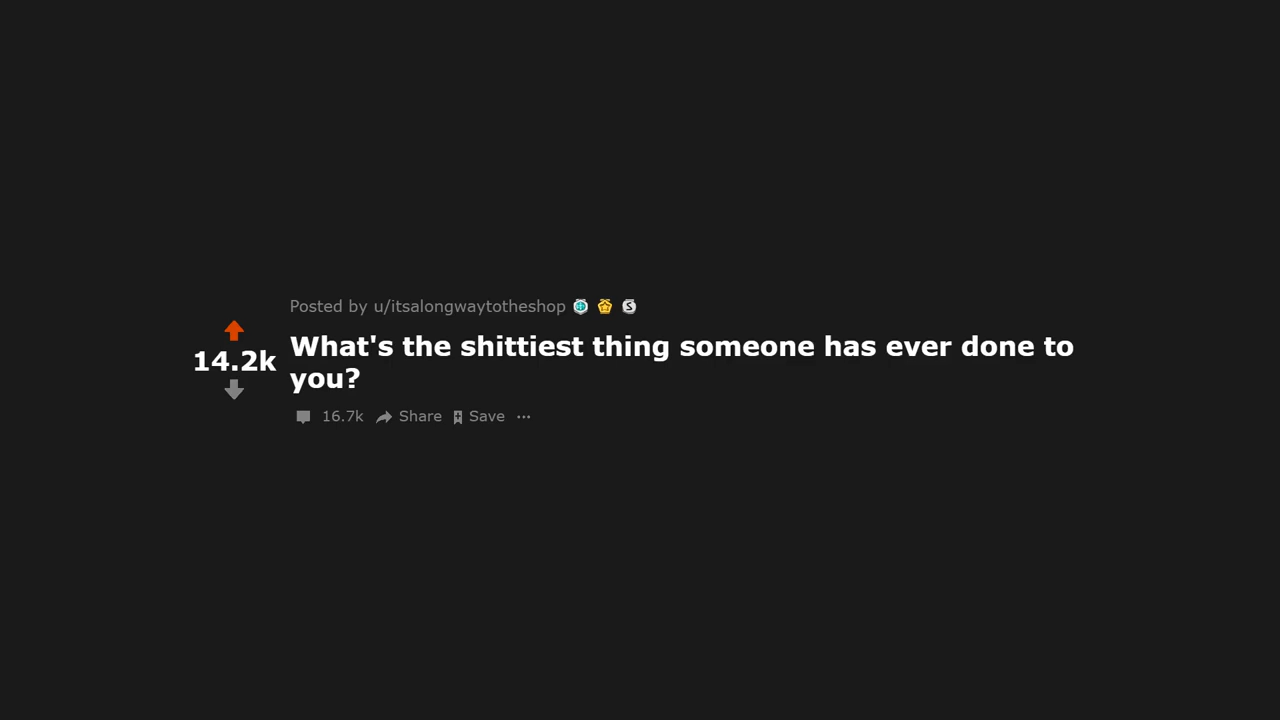 Posted by u/itsalongwaytotheshop
14.2k
What's the shittiest thing someone has ever done to
you?
16.7k Share Save ···